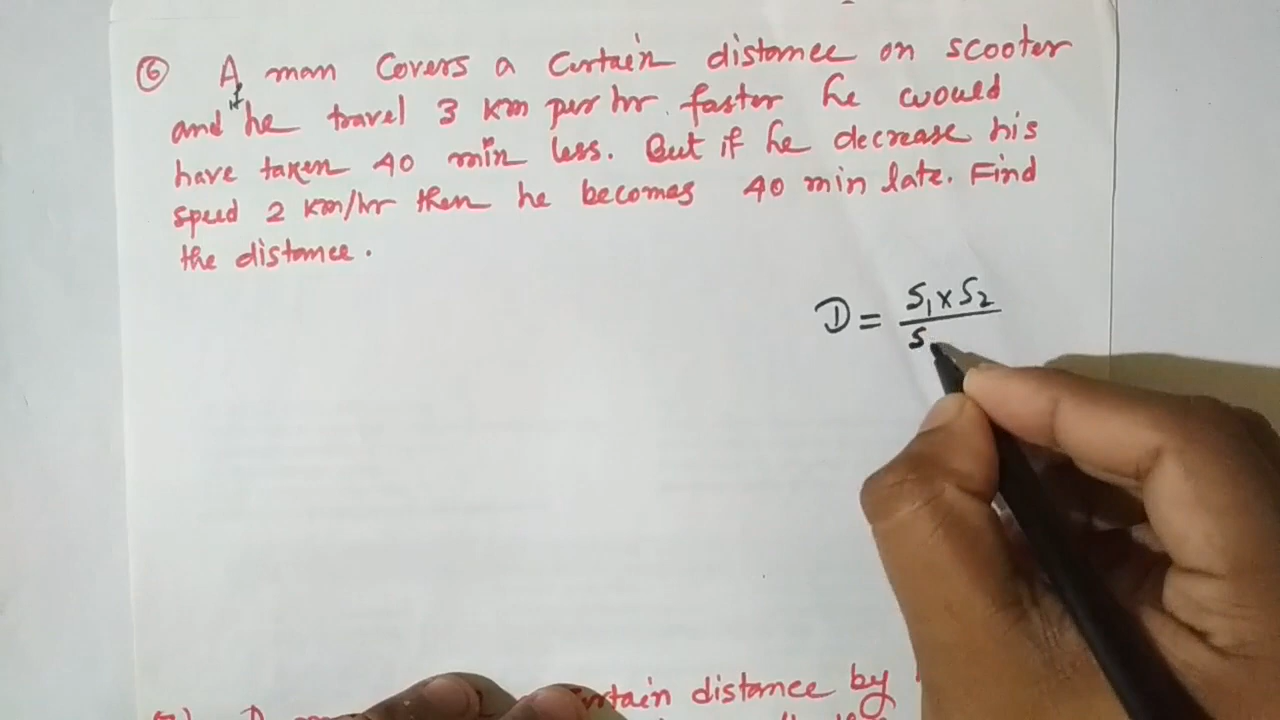 6 A man covers a certain distance on scooter
and if he travel 3 km per hr faster he would
have taken 40 min less. But if he decrease his
speed 2 km/hr then he becomes 40 min late. Find
the distance.
D = S₁ x S₂
S
certain distance by